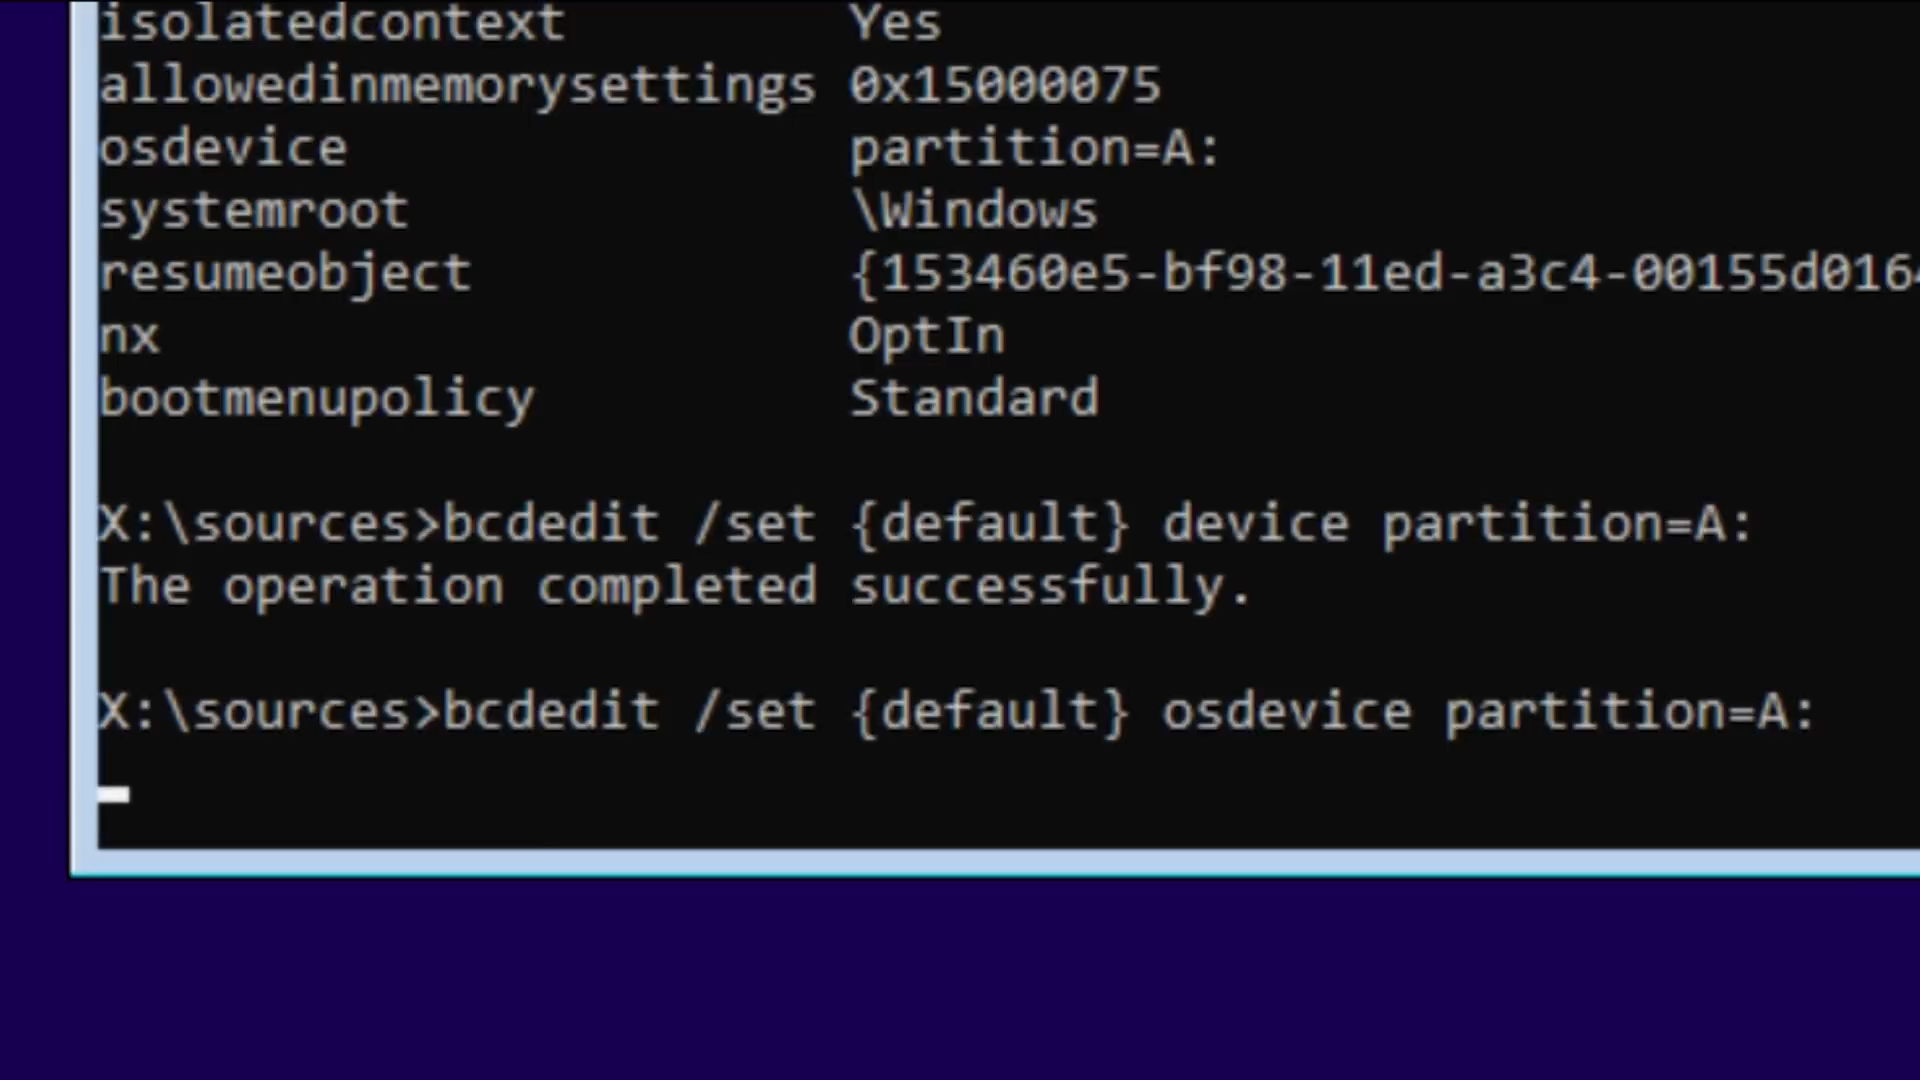 isolatedcontext Yes
allowedinmemorysettings 0x15000075
osdevice partition=A:
systemroot \Windows
resumeobject {153460e5-bf98-11ed-a3c4-00155d0164
nx OptIn
bootmenupolicy Standard
X:\sources>bcdedit /set {default} device partition=A:
The operation completed successfully.
X:\sources>bcdedit /set {default} osdevice partition=A: